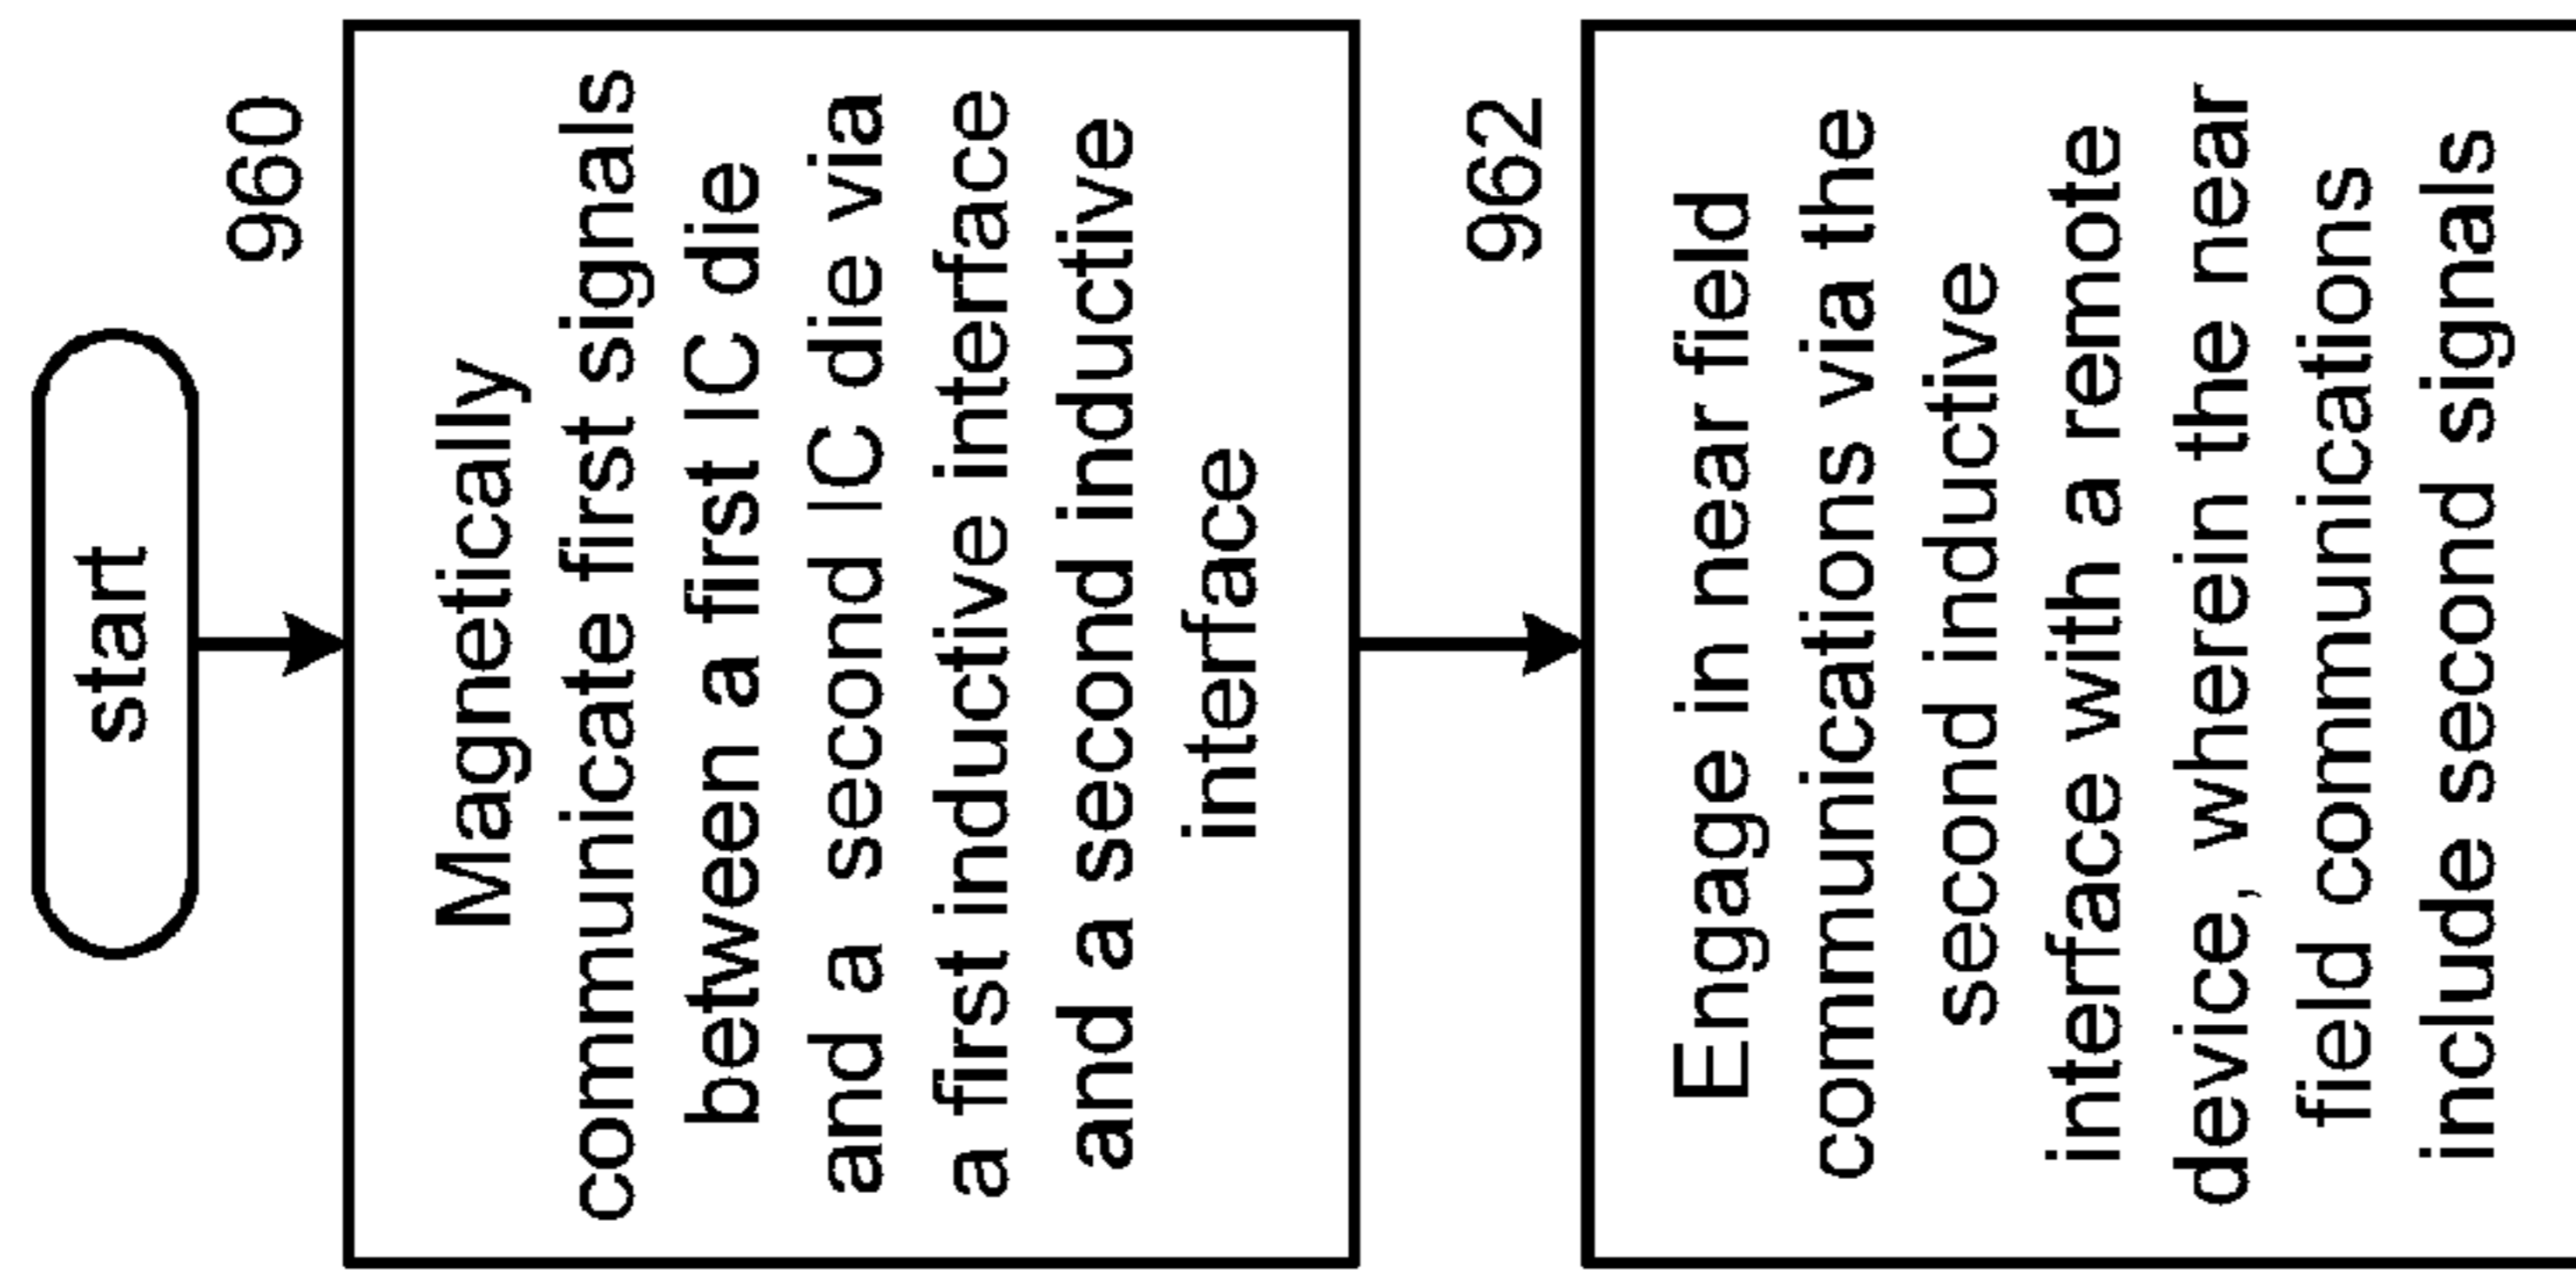 start
960
Magnetically
communicate first signals
between a first IC die
and a second IC die via
a first inductive interface
and a second inductive
interface
962
Engage in near field
communications via the
second inductive
interface with a remote
device, wherein the near
field communications
include second signals